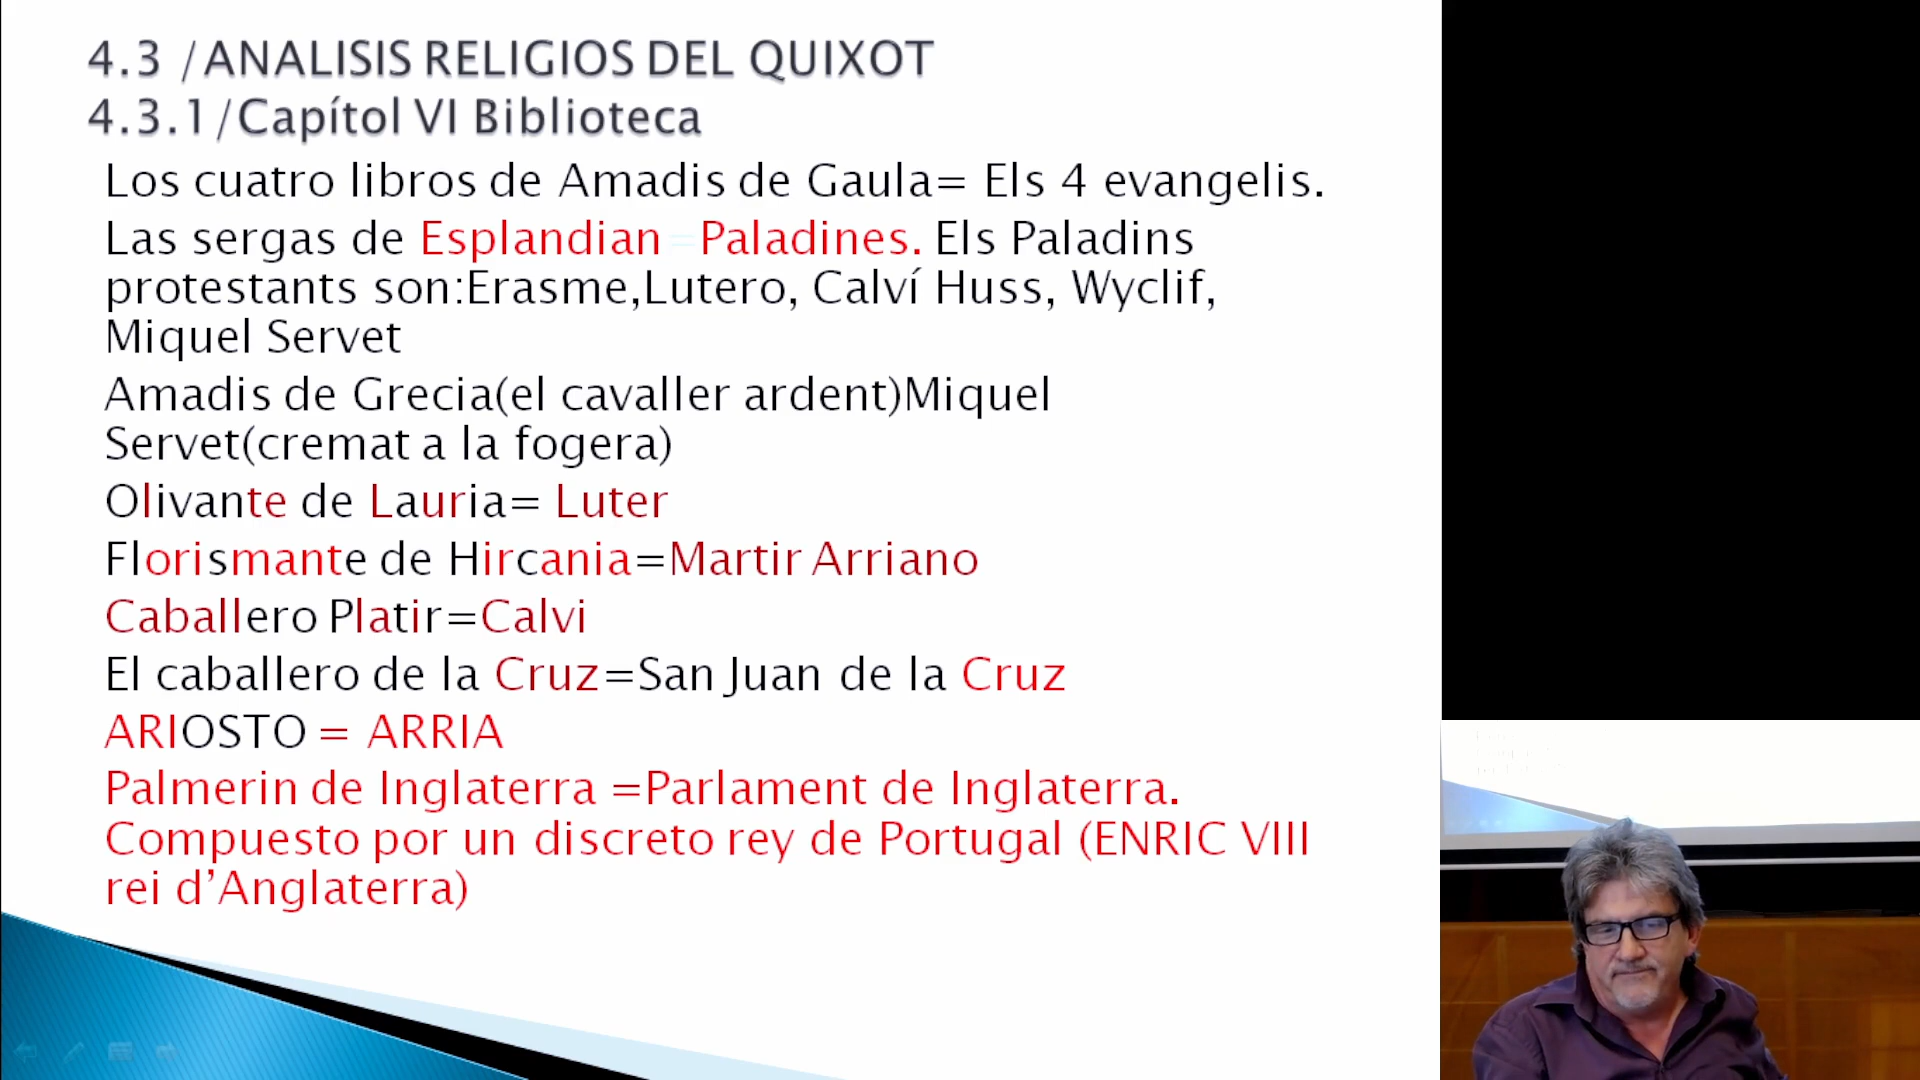 4.3 /ANALISIS RELIGIOS DEL QUIXOT
4.3.1/Capítol VI Biblioteca
Los cuatro libros de Amadis de Gaula= Els 4 evangelis.
Las sergas de Esplandian=Paladines. Els Paladins
protestants son:Erasme,Lutero, Calví Huss, Wyclif,
Miquel Servet
Amadis de Grecia(el cavaller ardent)Miquel
Servet(cremat a la fogera)
Olivante de Lauria= Luter
Florismante de Hircania=Martir Arriano
Caballero Platir=Calvi
El caballero de la Cruz=San Juan de la Cruz
ARIOSTO = ARRIA
Palmerin de Inglaterra =Parlament de Inglaterra.
Compuesto por un discreto rey de Portugal (ENRIC VIII
rei d’Anglaterra)